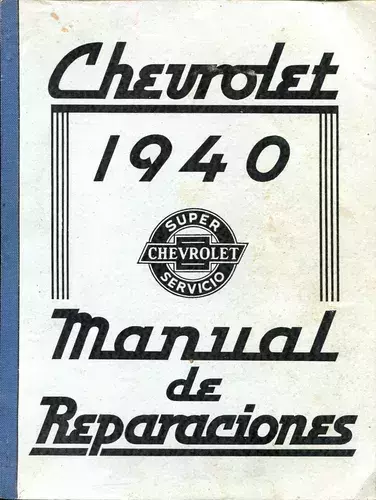 Chevrolet
1940
SUPER
CHEVROLET
SERVICIO
Manual
de
Reparaciones